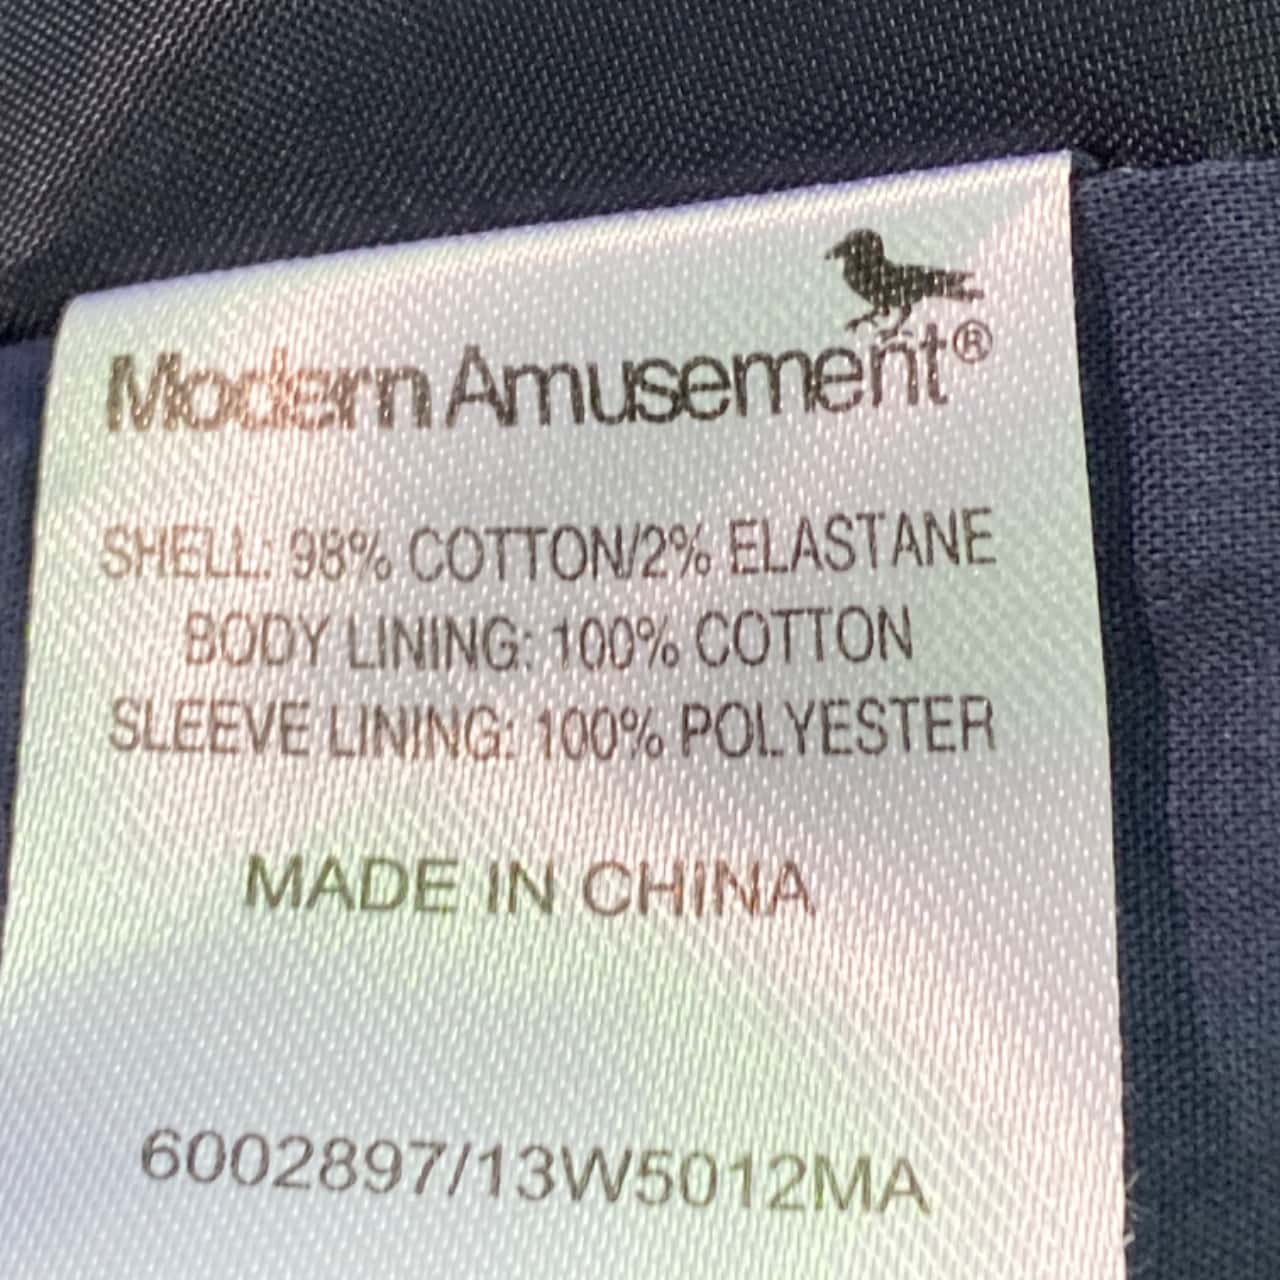 Modern Amusement®
SHELL: 98% COTTON/2% ELASTANE
BODY LINING: 100% COTTON
SLEEVE LINING: 100% POLYESTER
MADE IN CHINA
6002897/13W5012MA